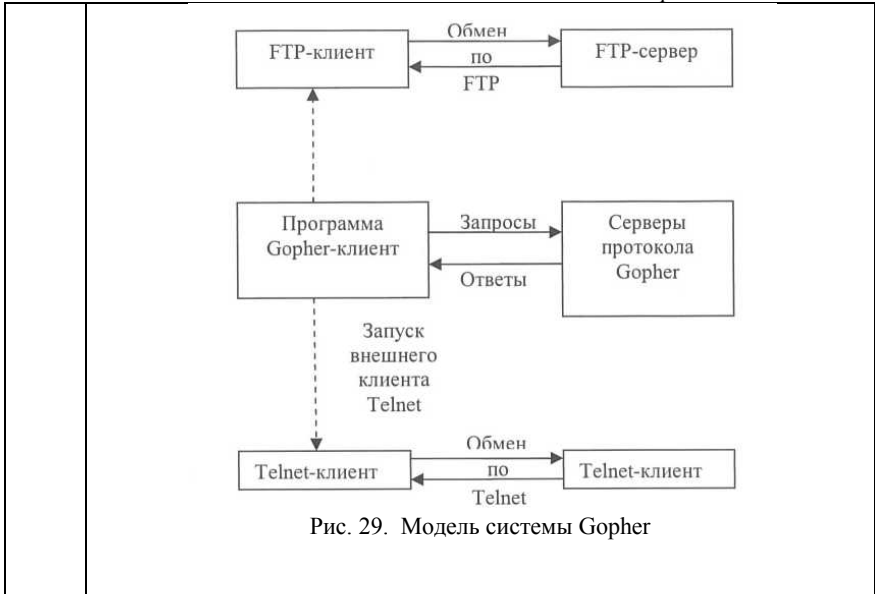 FTP-клиент
Обмен
по
FTP
FTP-сервер
Программа
Gopher-клиент
Запросы
Ответы
Серверы
протокола
Gopher
Запуск
внешнего
клиента
Telnet
Telnet-клиент
Обмен
по
Telnet
Telnet-клиент
Рис. 29. Модель системы Gopher